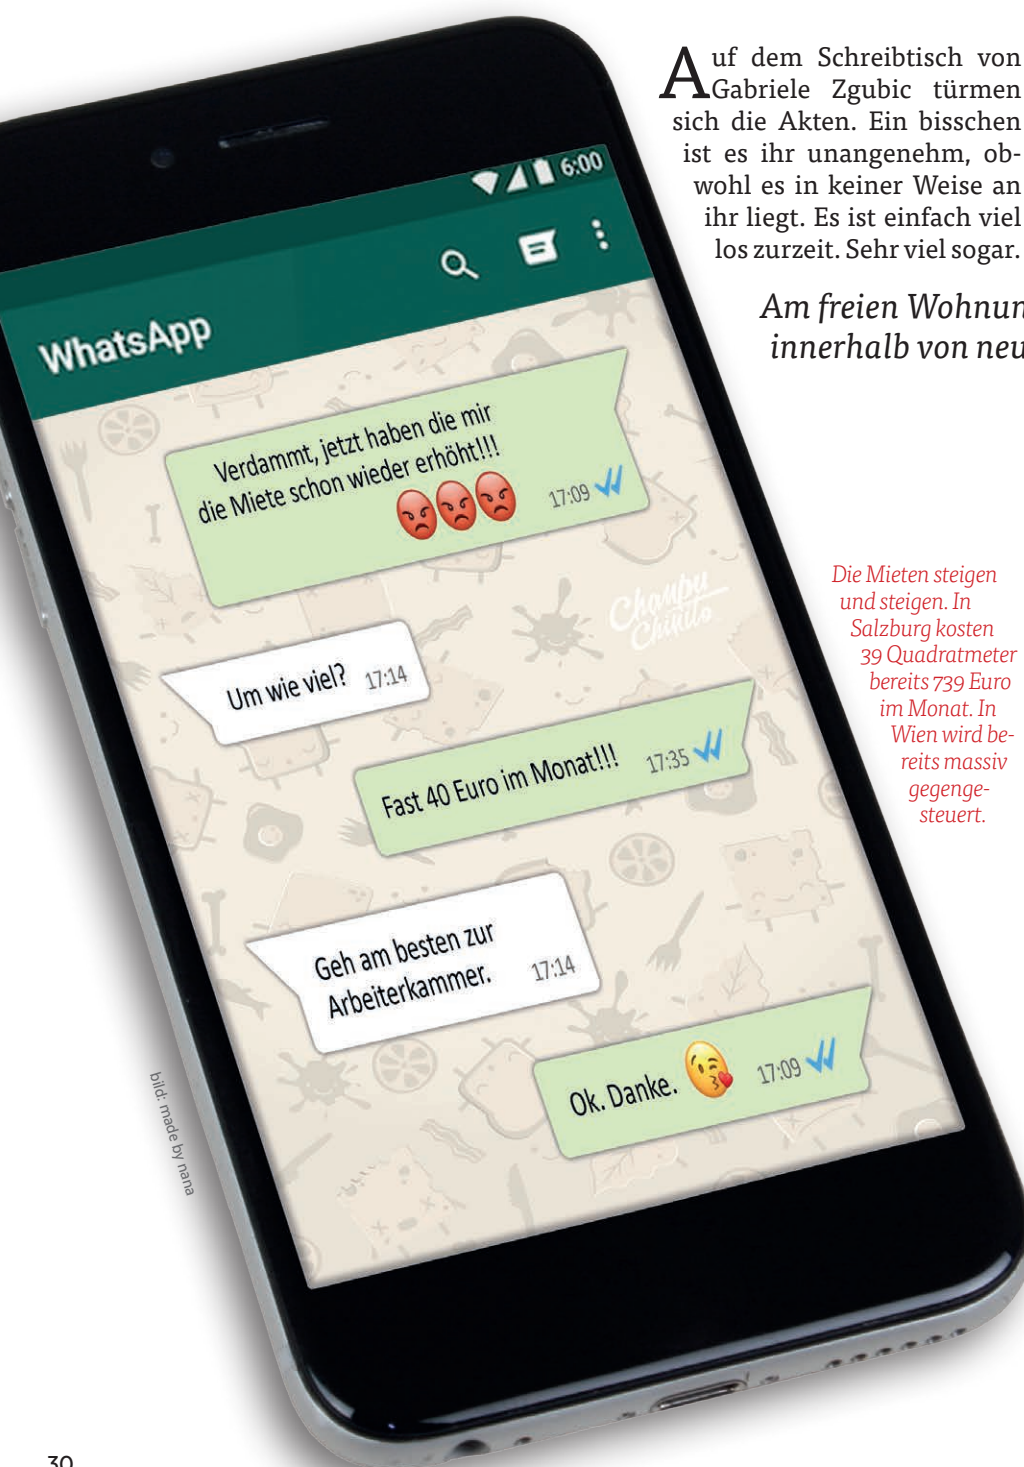 Auf dem Schreibtisch von
Gabriele Zgubic türmen
sich die Akten. Ein bisschen
ist es ihr unangenehm, ob-
wohl es in keiner Weise an
ihr liegt. Es ist einfach viel
los zurzeit. Sehr viel sogar.
Am freien Wohnun
innerhalb von neu
6:00
WhatsApp
Verdammt, jetzt haben die mir
die Miete schon wieder erhöht!!!
17:09
Chanpu
Chinito
Um wie viel? 17:14
Fast 40 Euro im Monat!!! 17:35
Geh am besten zur
Arbeiterkammer. 17:14
Ok. Danke. 17:09
Die Mieten steigen
und steigen. In
Salzburg kosten
39 Quadratmeter
bereits 739 Euro
im Monat. In
Wien wird be-
reits massiv
gegenge-
steuert.
bild: made by nana
30